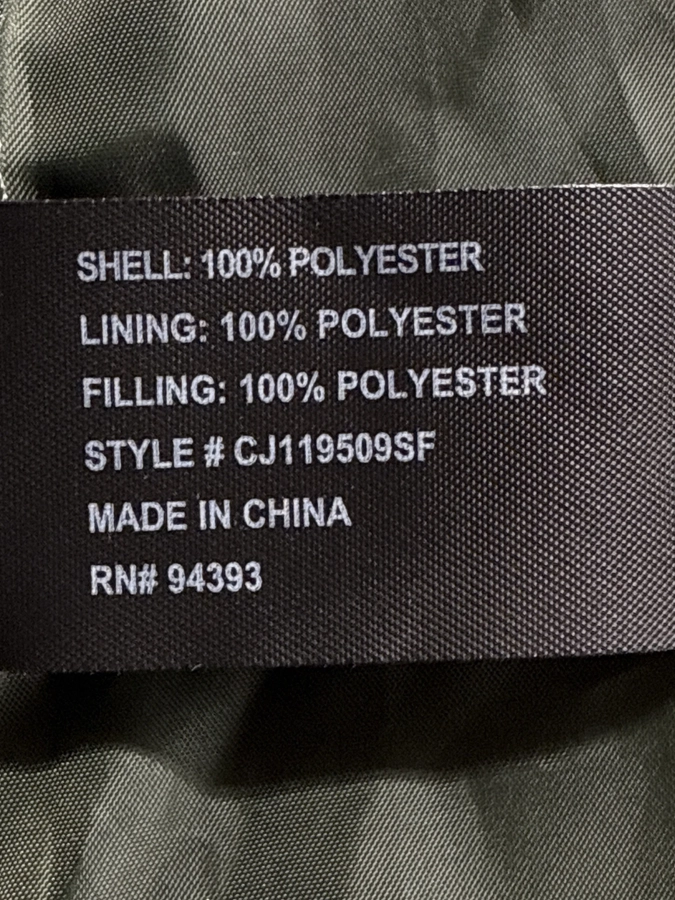 SHELL: 100% POLYESTER
LINING: 100% POLYESTER
FILLING: 100% POLYESTER
STYLE # CJ119509SF
MADE IN CHINA
RN# 94393